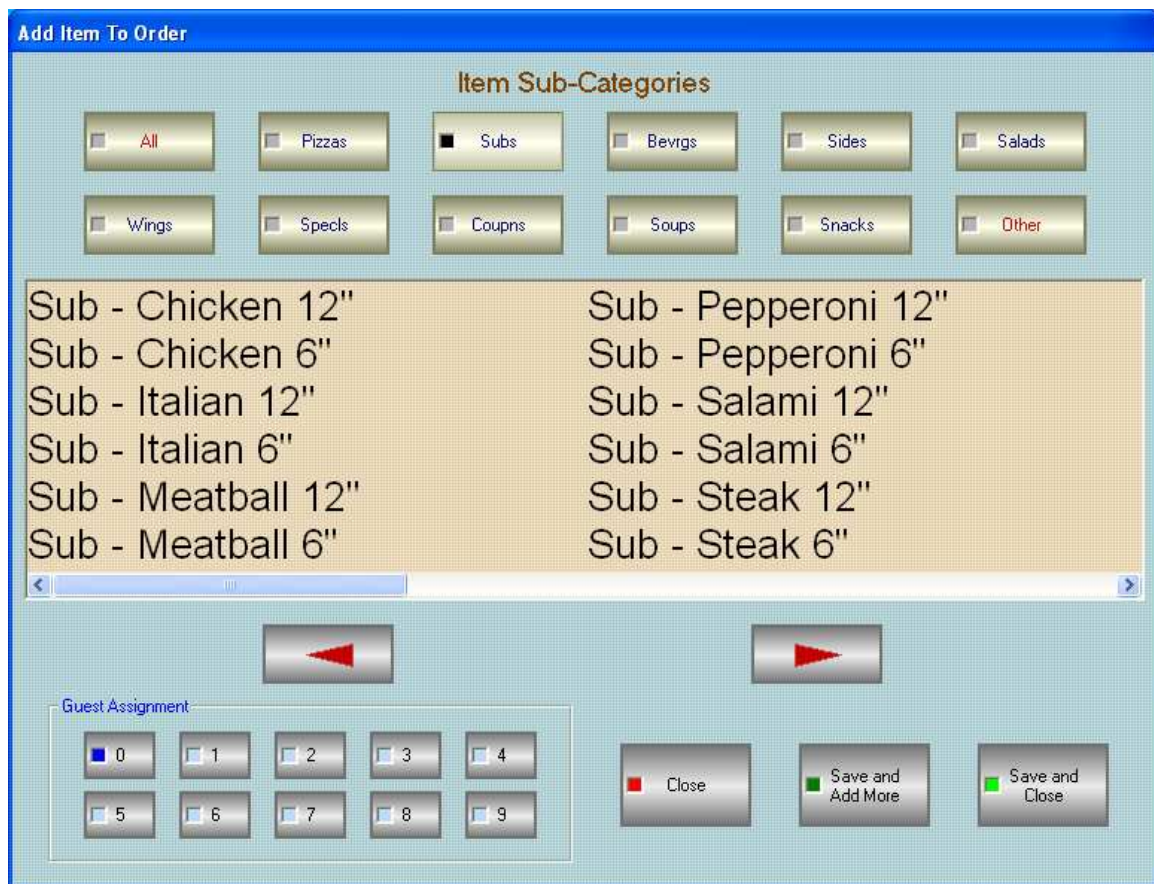 Add Item To Order
Item Sub-Categories
All Pizzas Subs Bevrgs Sides Salads
Wings Specls Coupns Soups Snacks Other
Sub - Chicken 12" Sub - Pepperoni 12"
Sub - Chicken 6" Sub - Pepperoni 6"
Sub - Italian 12" Sub - Salami 12"
Sub - Italian 6" Sub - Salami 6"
Sub - Meatball 12" Sub - Steak 12"
Sub - Meatball 6" Sub - Steak 6"
Guest Assignment
0 1 2 3 4
5 6 7 8 9
Close
Save and
Add More
Save and
Close